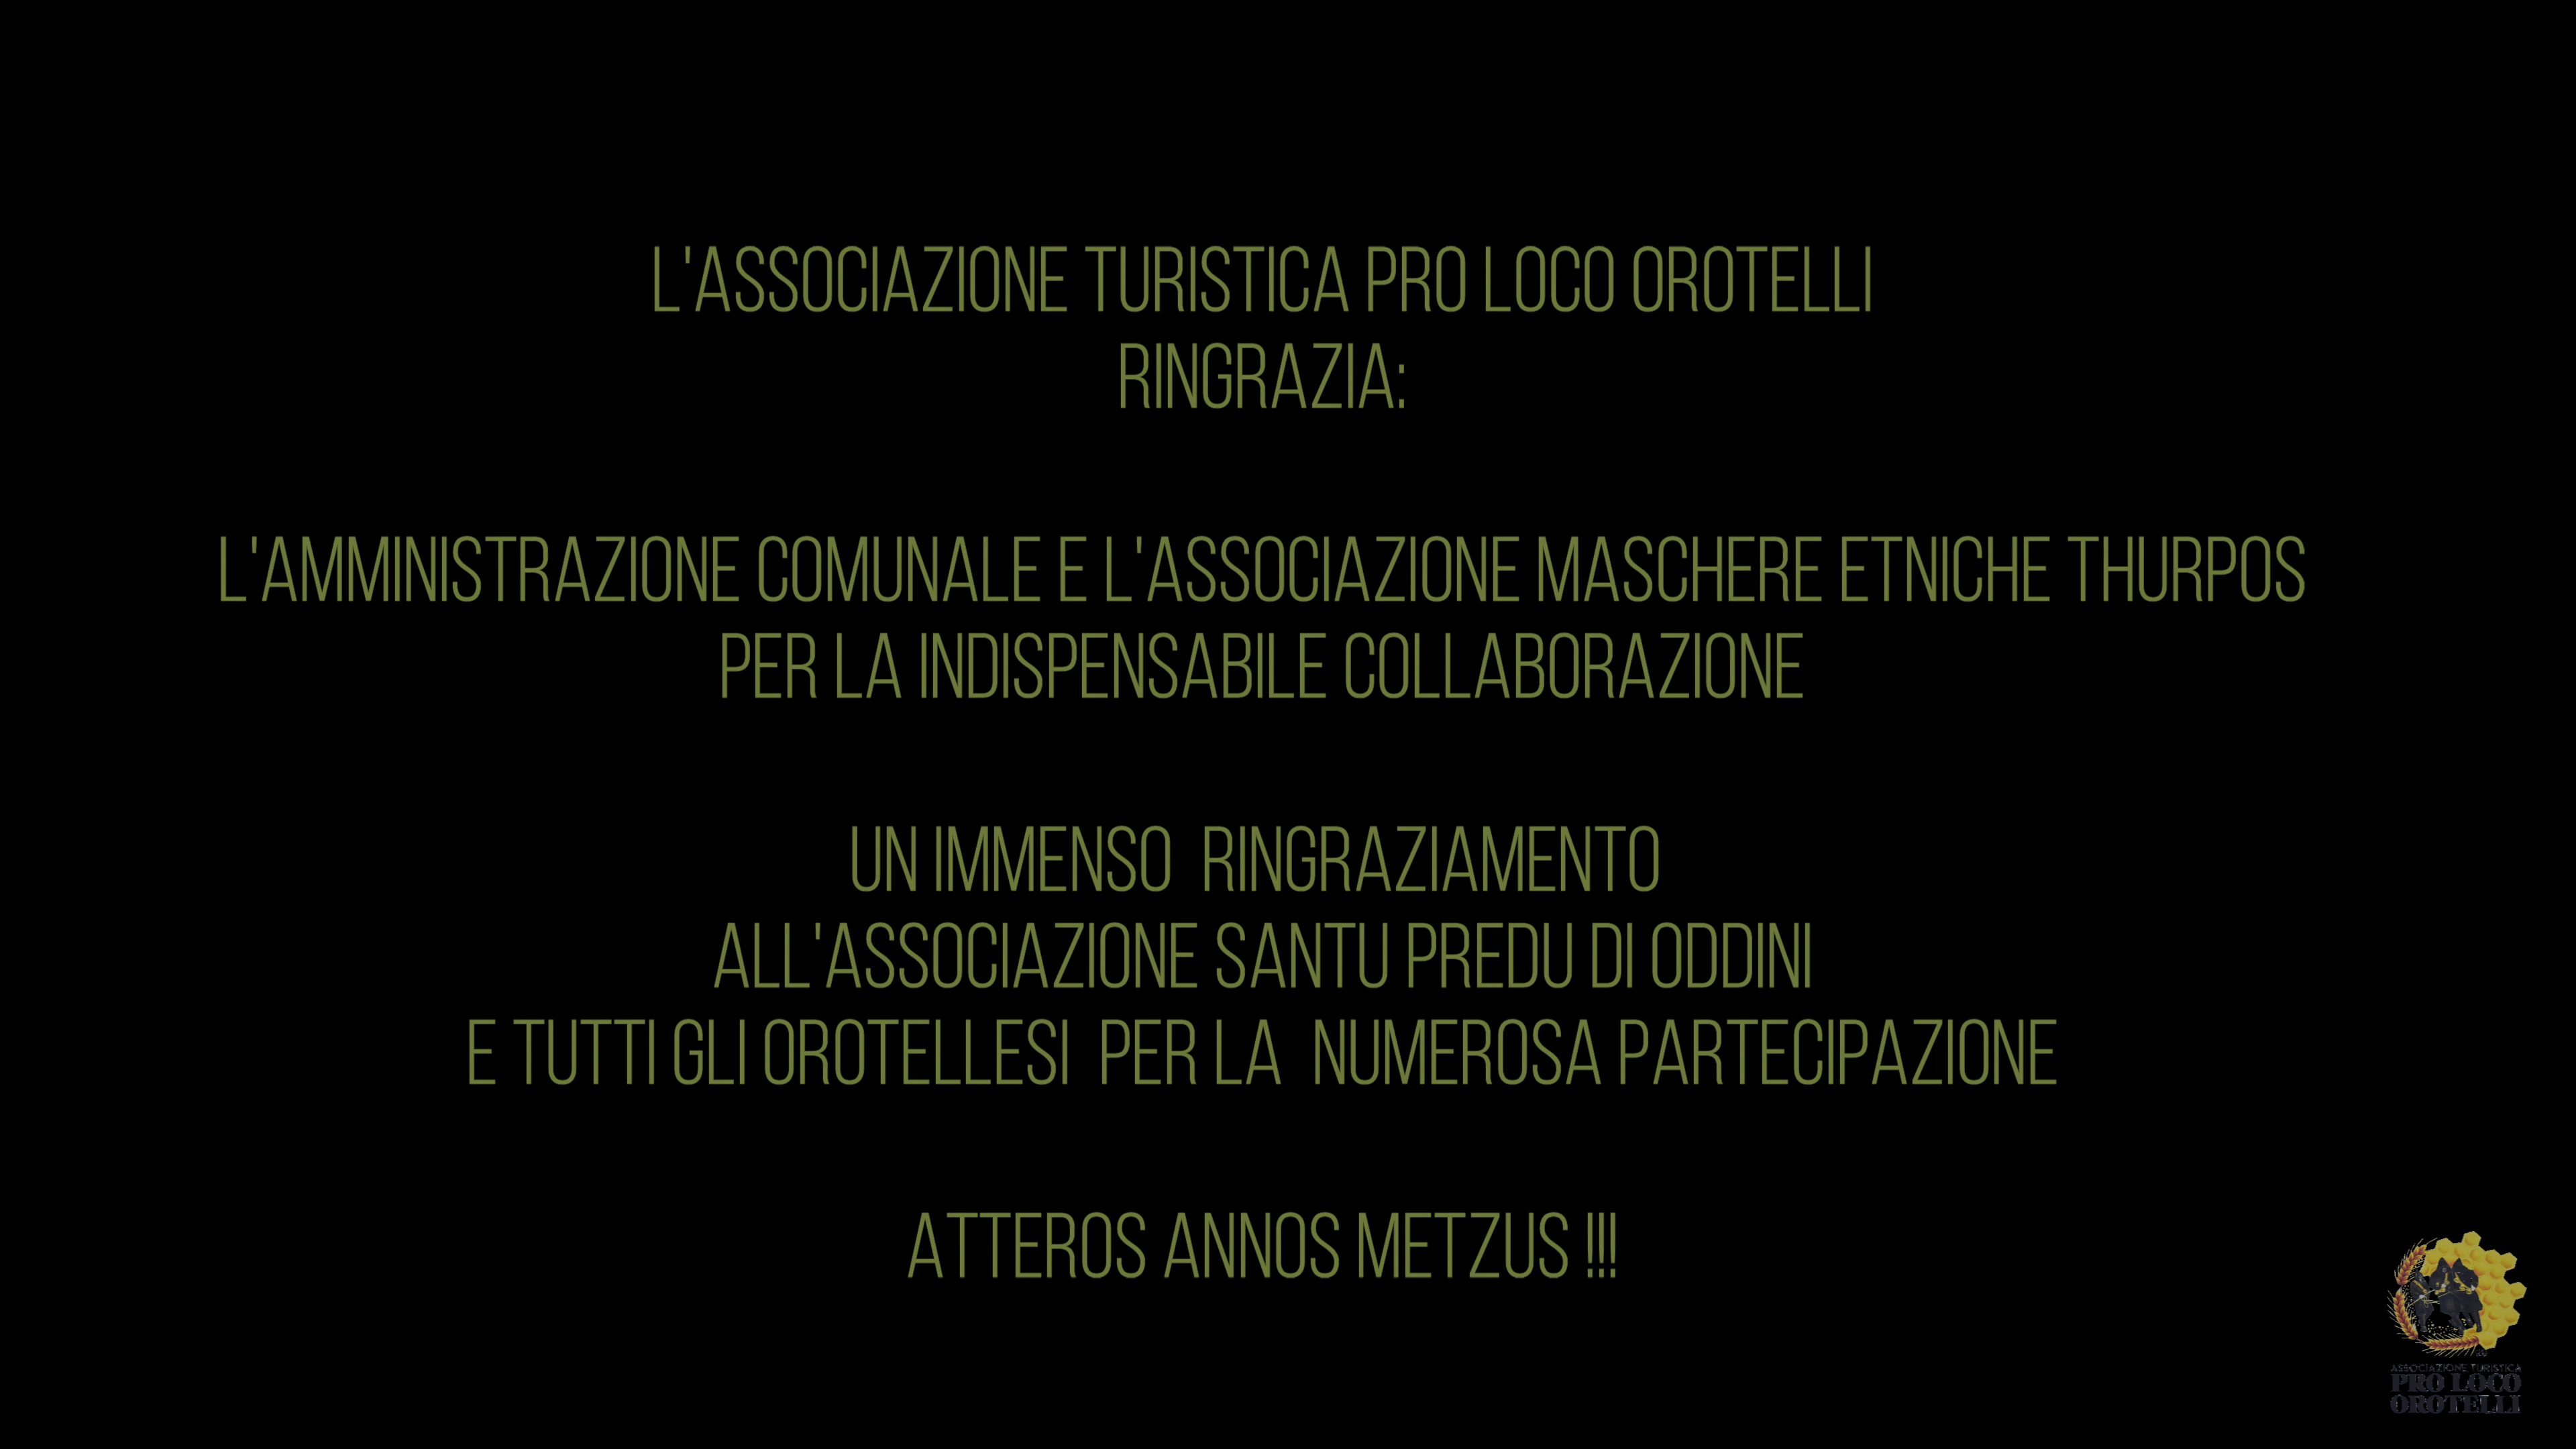 L'ASSOCIAZIONE TURISTICA PRO LOCO OROTELLI
RINGRAZIA:
L'AMMINISTRAZIONE COMUNALE E L'ASSOCIAZIONE MASCHERE ETNICHE THURPOS
PER LA INDISPENSABILE COLLABORAZIONE
UN IMMENSO RINGRAZIAMENTO
ALL'ASSOCIAZIONE SANTU PREDU DI ODDINI
E TUTTI GLI OROTELLESI PER LA NUMEROSA PARTECIPAZIONE
ATTEROS ANNOS METZUS !!!
ASSOCIAZIONE TURISTICA
PRO LOCO
OROTELLI